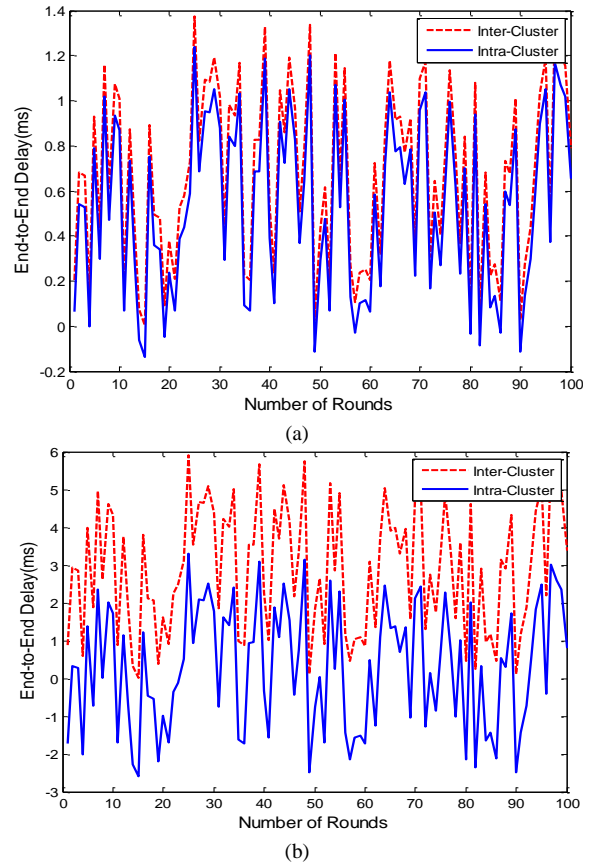 1.4
1.2
1
0.8
0.6
0.4
0.2
0
-0.2
End-to-End Delay(ms)
Inter-Cluster
Intra-Cluster
0 10 20 30 40 50 60 70 80 90 100
Number of Rounds
(a)
6
5
4
3
2
1
0
-1
-2
-3
End-to-End Delay(ms)
Inter-Cluster
Intra-Cluster
0 10 20 30 40 50 60 70 80 90 100
Number of Rounds
(b)